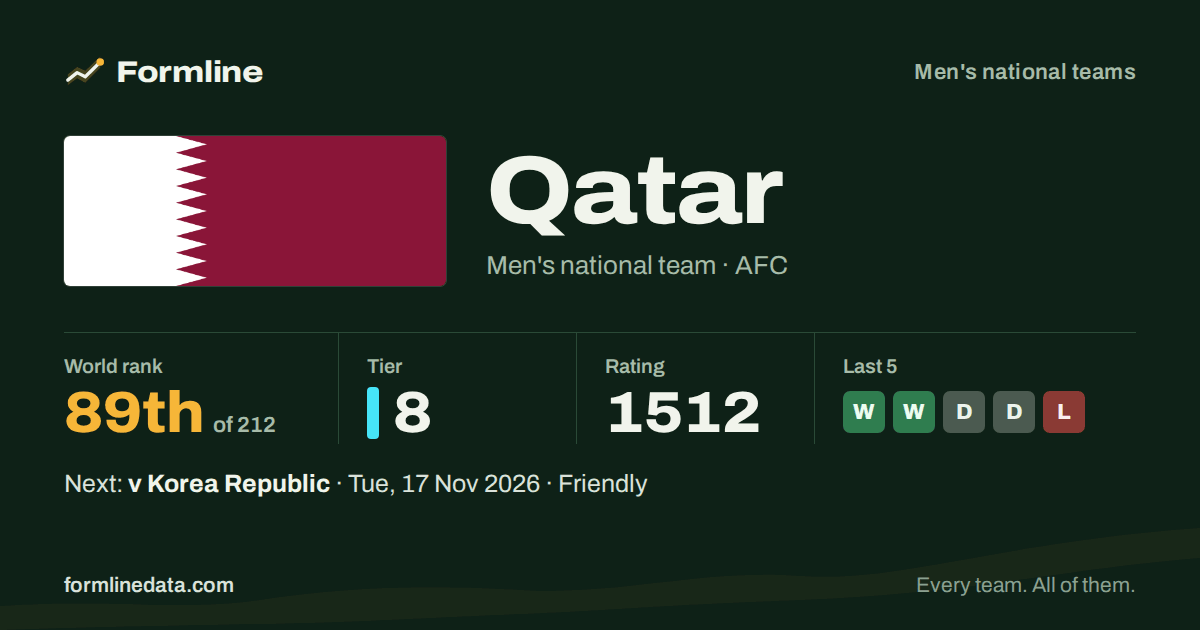 Formline
Men's national teams
Qatar
Men's national team · AFC
World rank
89th of 212
Tier
8
Rating
1512
Last 5
W W D D L
Next: v Korea Republic · Tue, 17 Nov 2026 · Friendly
formlinedata.com
Every team. All of them.